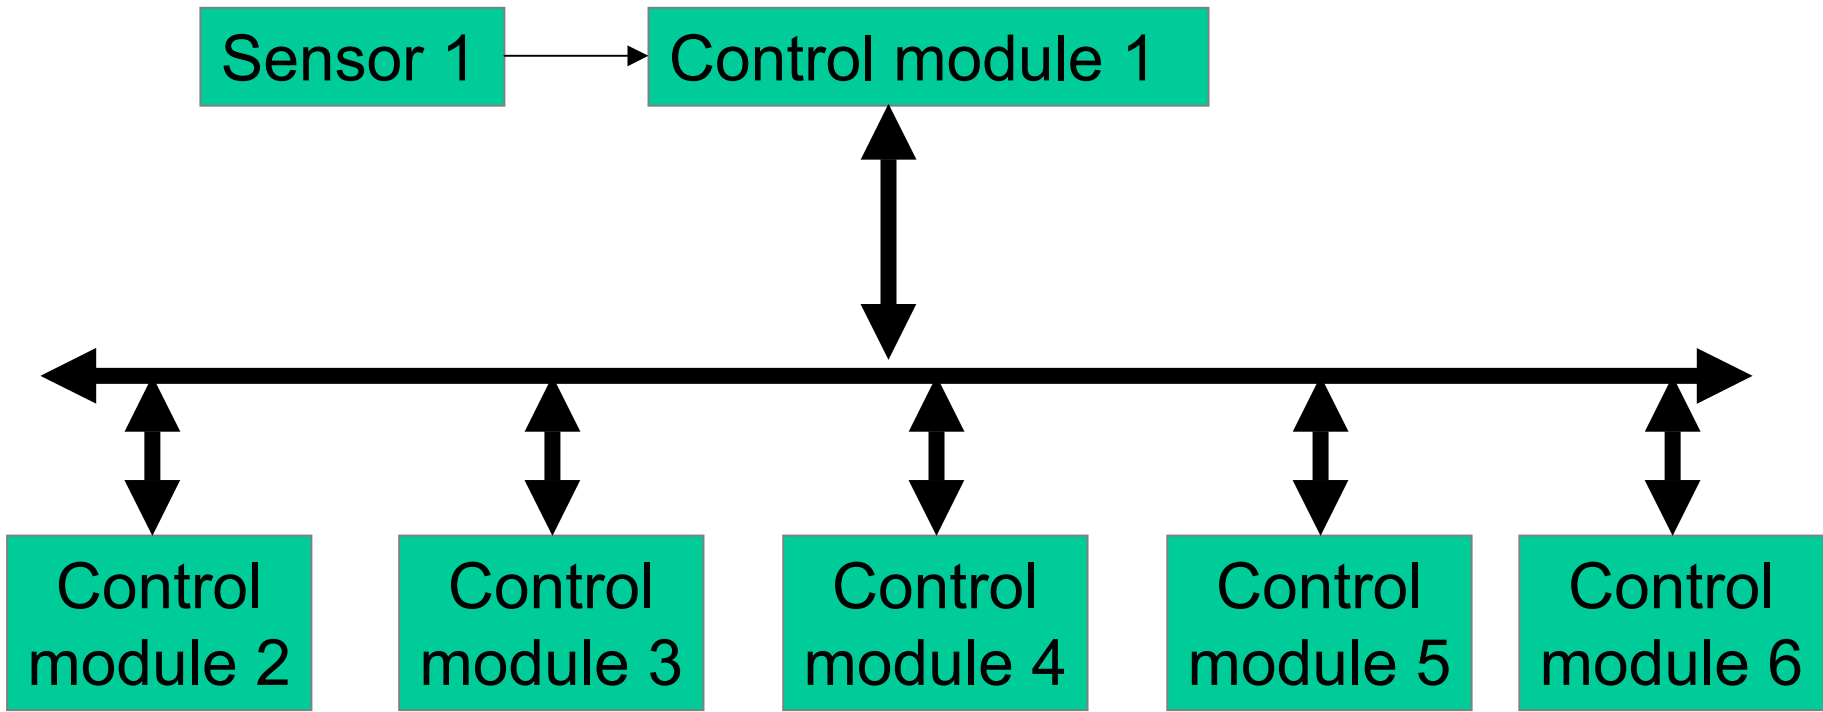 Sensor 1
Control module 1
Control
module 2
Control
module 3
Control
module 4
Control
module 5
Control
module 6